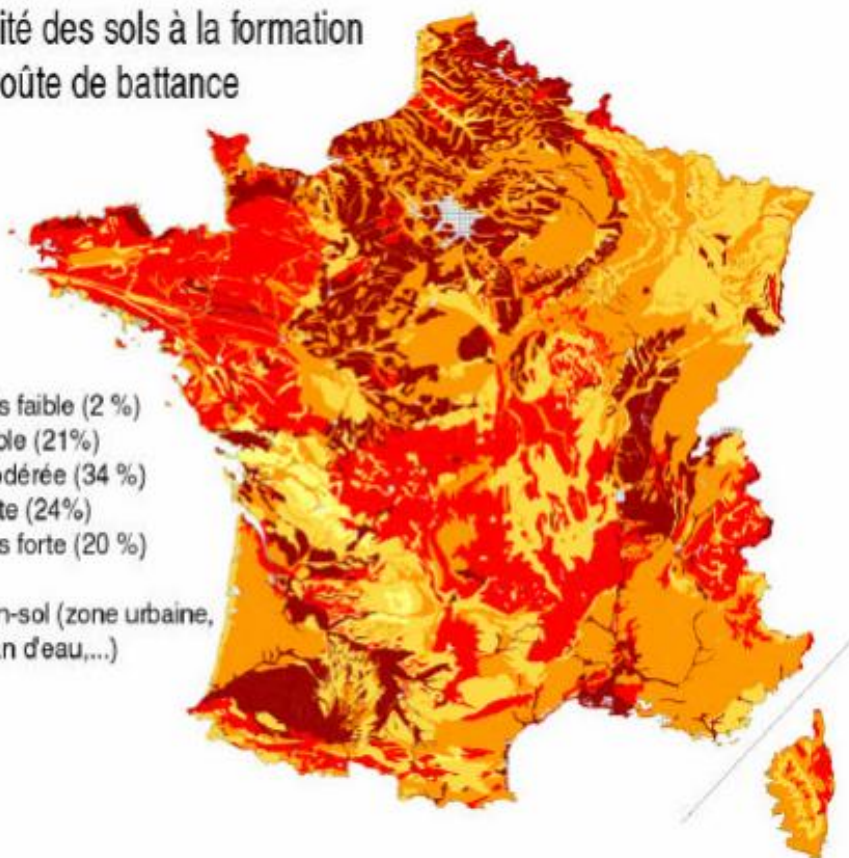 ité des sols à la formation
oûte de battance
s faible (2 %)
ble (21%)
odérée (34 %)
te (24%)
s forte (20 %)
n-sol (zone urbaine,
an d'eau,...)